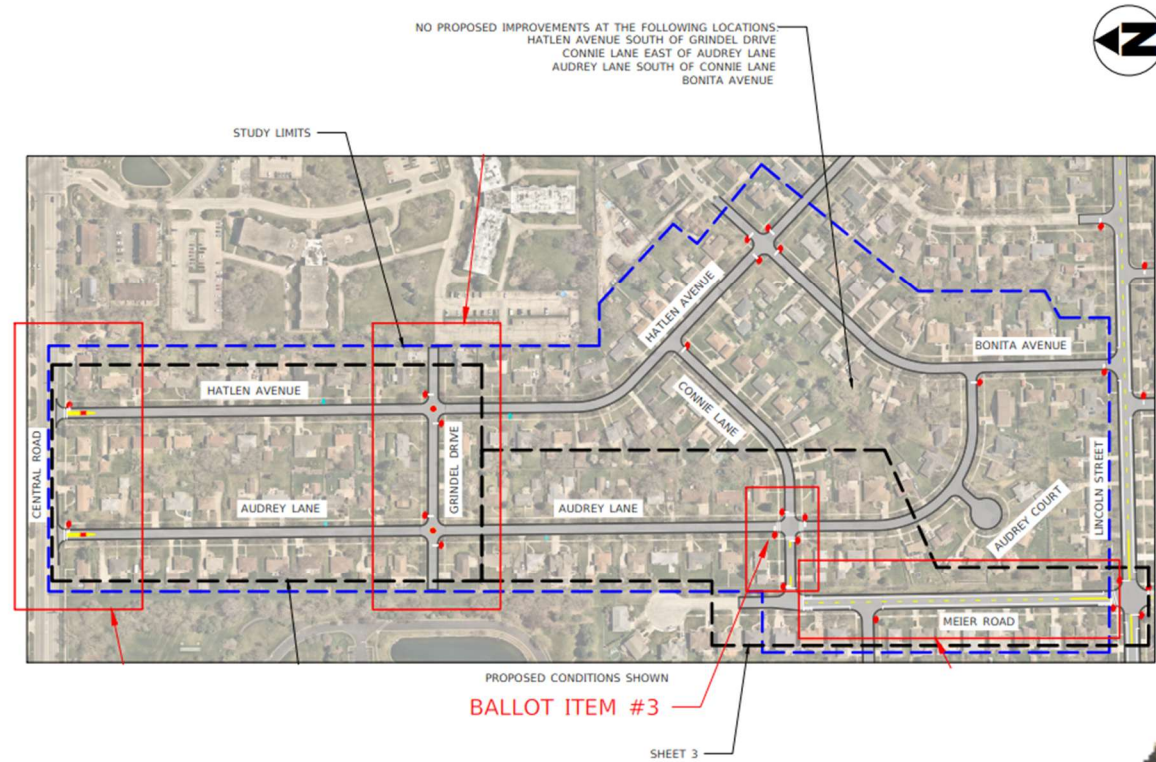 NO PROPOSED IMPROVEMENTS AT THE FOLLOWING LOCATIONS:
HATLEN AVENUE SOUTH OF GRINDEL DRIVE
CONNIE LANE EAST OF AUDREY LANE
AUDREY LANE SOUTH OF CONNIE LANE
BONITA AVENUE
N
STUDY LIMITS
HATLEN AVENUE
BONITA AVENUE
HATLEN AVENUE
CONNIE LANE
CENTRAL ROAD
GRINDEL DRIVE
LINCOLN STREET
AUDREY LANE
AUDREY LANE
AUDREY COURT
MEIER ROAD
PROPOSED CONDITIONS SHOWN
BALLOT ITEM #3
SHEET 3